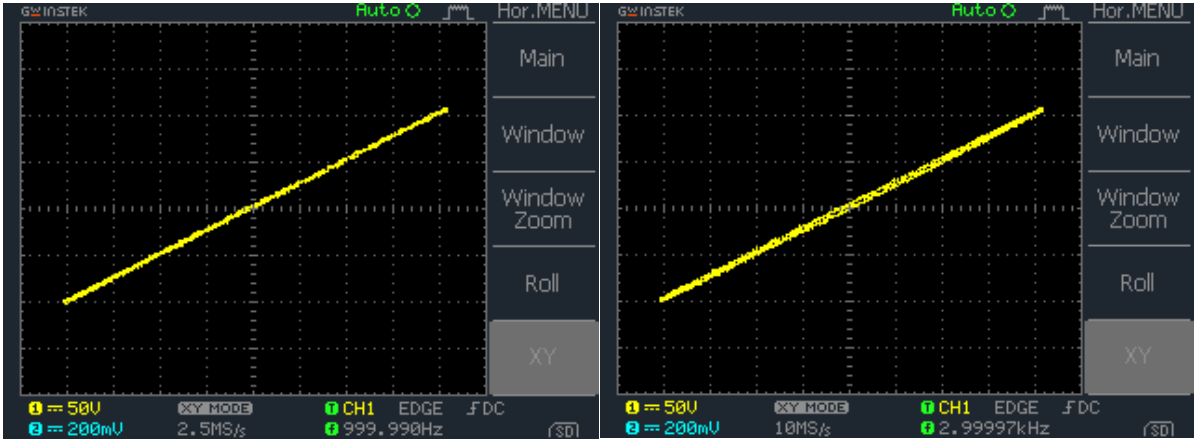 GWINSTEK Auto Hor.MENU
Main
Window
Window
Zoom
Roll
XY
1 50V XY MODE T CH1 EDGE DC
2 200mV 2.5MS/s f 999.990Hz SD
GWINSTEK Auto Hor.MENU
Main
Window
Window
Zoom
Roll
XY
1 50V XY MODE T CH1 EDGE DC
2 200mV 10MS/s f 2.99997kHz SD